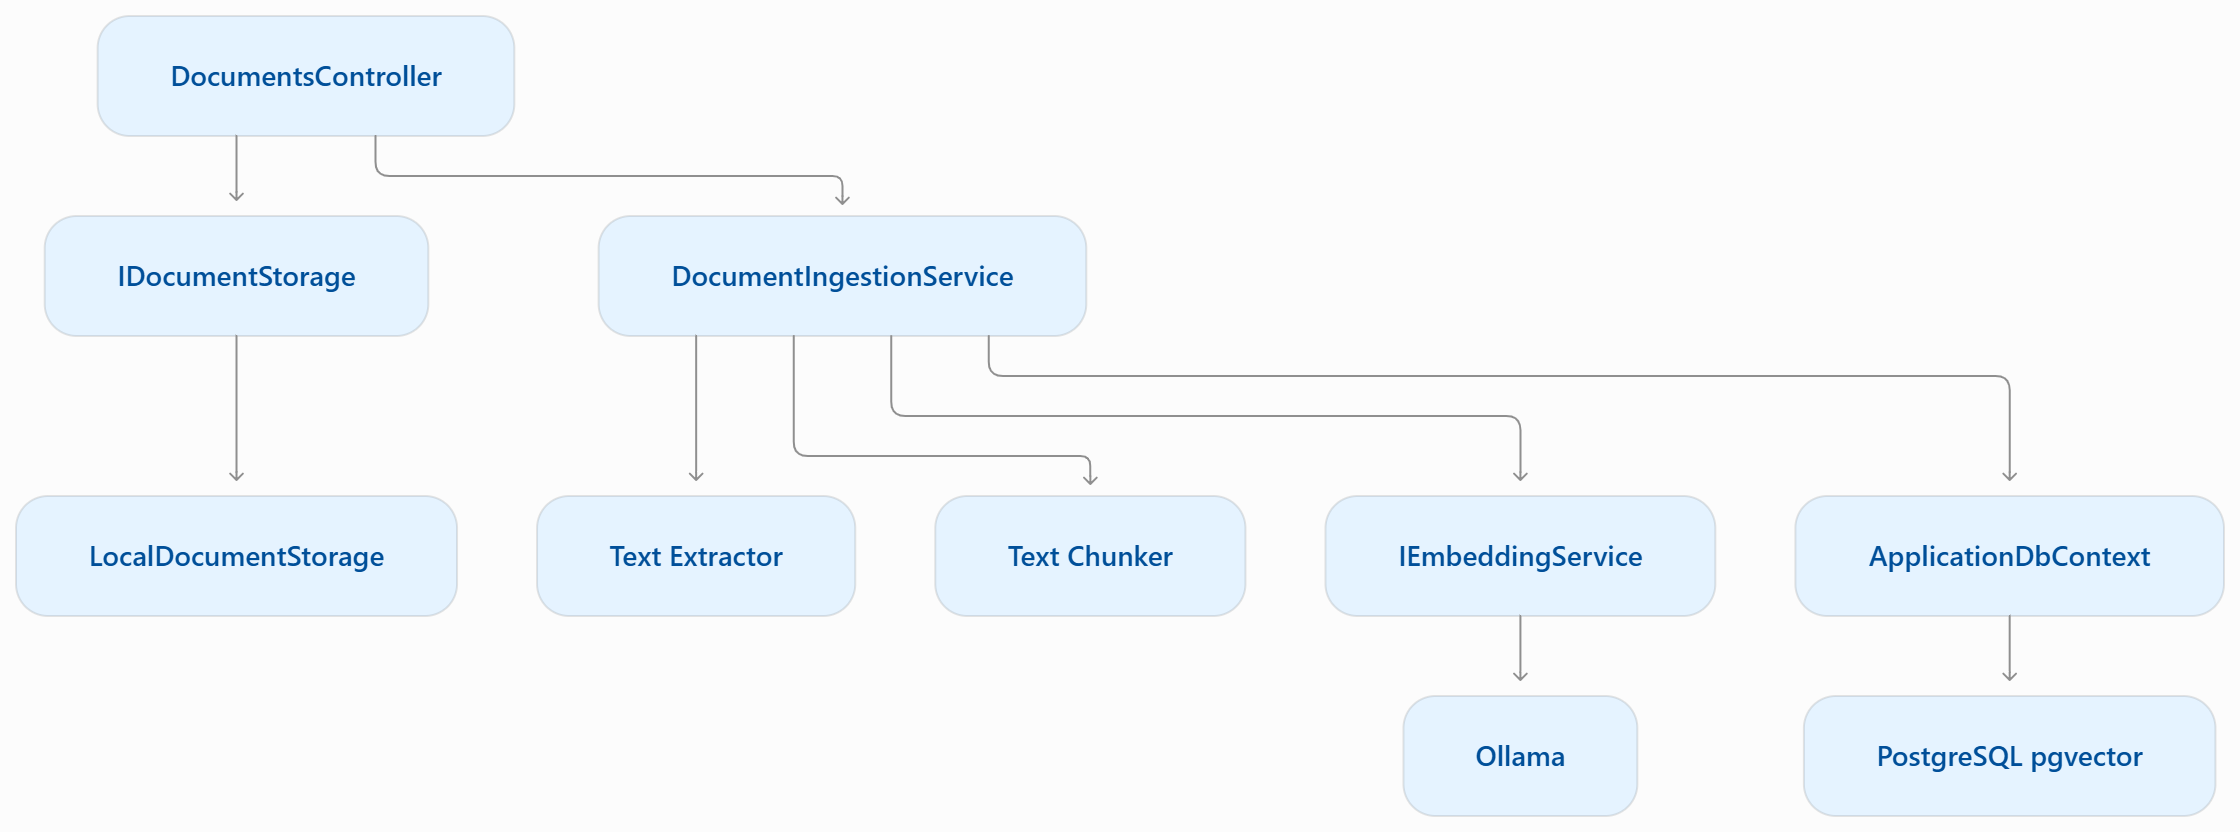 DocumentsController
IDocumentStorage
DocumentIngestionService
LocalDocumentStorage
Text Extractor
Text Chunker
IEmbeddingService
ApplicationDbContext
Ollama
PostgreSQL pgvector